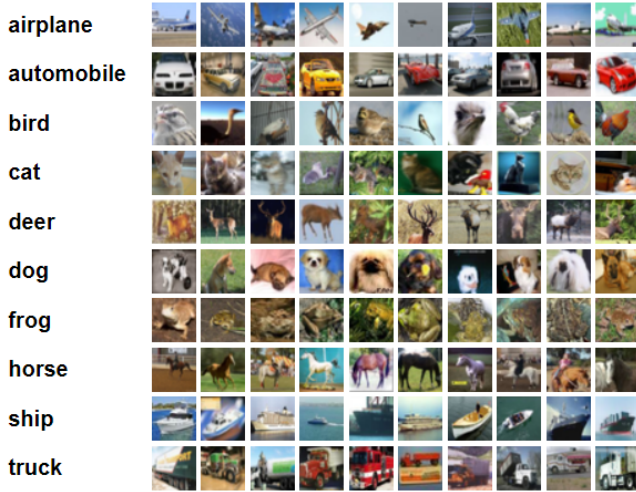 airplane
automobile
bird
cat
deer
dog
frog
horse
ship
truck